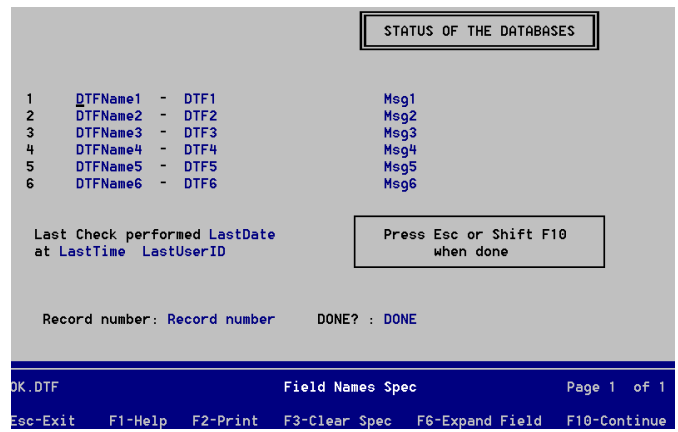 STATUS OF THE DATABASES
1 DTFName1 - DTF1 Msg1
2 DTFName2 - DTF2 Msg2
3 DTFName3 - DTF3 Msg3
4 DTFName4 - DTF4 Msg4
5 DTFName5 - DTF5 Msg5
6 DTFName6 - DTF6 Msg6
Last Check performed LastDate
at LastTime LastUserID
Press Esc or Shift F10
when done
Record number: Record number DONE? : DONE
OK.DTF Field Names Spec Page 1 of 1
Esc-Exit F1-Help F2-Print F3-Clear Spec F6-Expand Field F10-Continue